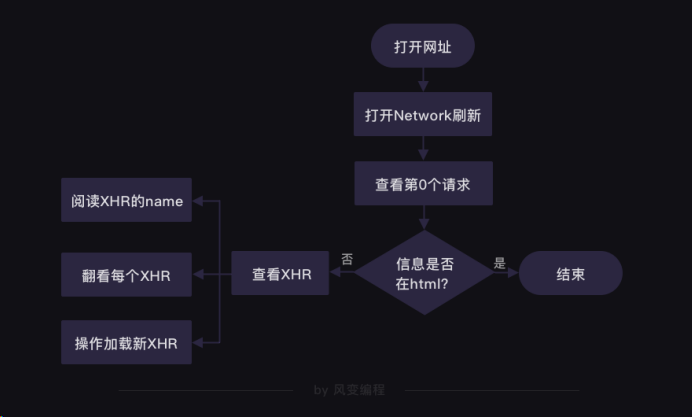 打开网址
打开Network刷新
查看第0个请求
阅读XHR的name
信息是否
在html?
否
是
查看XHR
结束
翻看每个XHR
操作加载新XHR
by 风变编程